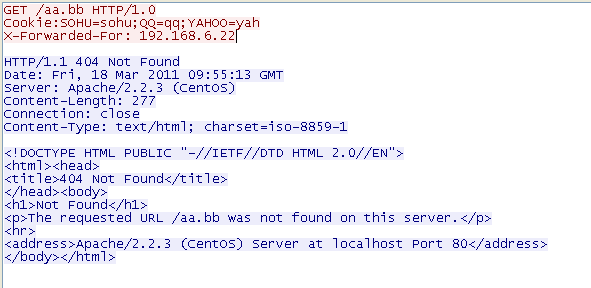 GET /aa.bb HTTP/1.0
Cookie:SOHU=sohu;QQ=qq;YAHOO=yah
X-Forwarded-For: 192.168.6.22
HTTP/1.1 404 Not Found
Date: Fri, 18 Mar 2011 09:55:13 GMT
Server: Apache/2.2.3 (CentOS)
Content-Length: 277
Connection: close
Content-Type: text/html; charset=iso-8859-1
<!DOCTYPE HTML PUBLIC "-//IETF//DTD HTML 2.0//EN">
<html><head>
<title>404 Not Found</title>
</head><body>
<h1>Not Found</h1>
<p>The requested URL /aa.bb was not found on this server.</p>
<hr>
<address>Apache/2.2.3 (CentOS) Server at localhost Port 80</address>
</body></html>